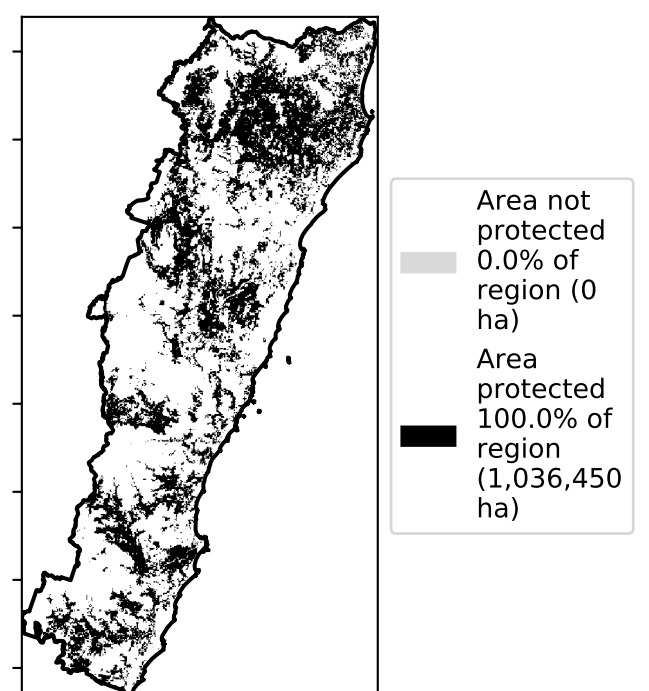 Area not
protected
0.0% of
region (0
ha)
Area
protected
100.0% of
region
(1,036,450
ha)